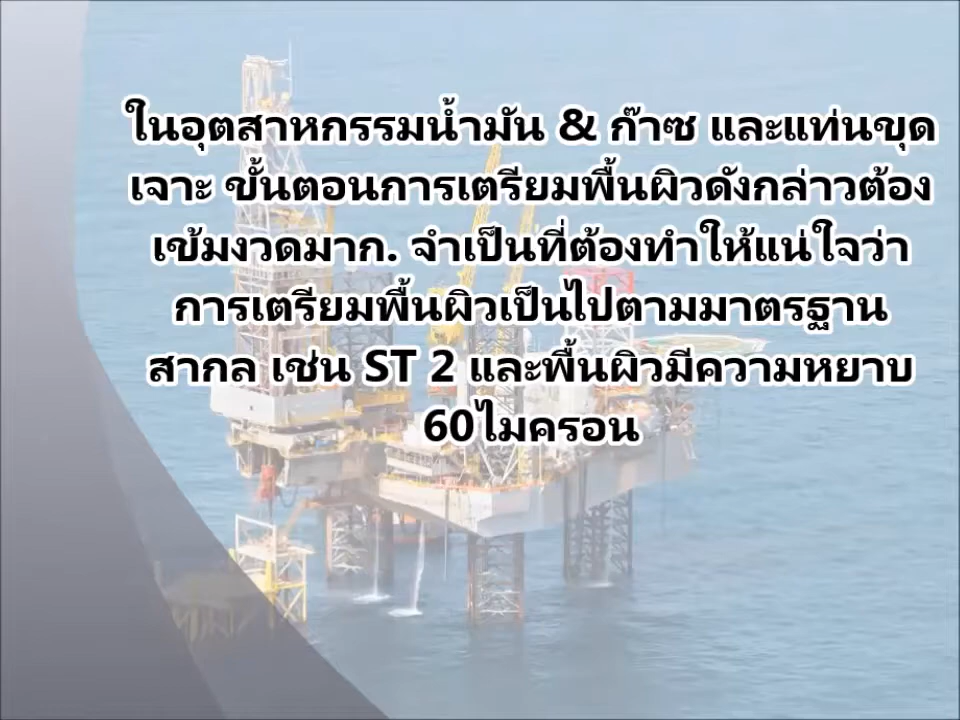 ในอุตสาหกรรมน้ำมัน & ก๊าซ และแท่นขุด
เจาะ ขั้นตอนการเตรียมพื้นผิวดังกล่าวต้อง
เข้มงวดมาก. จำเป็นที่ต้องทำให้แน่ใจว่า
การเตรียมพื้นผิวเป็นไปตามมาตรฐาน
สากล เช่น ST 2 และพื้นผิวมีความหยาบ
60ไมครอน